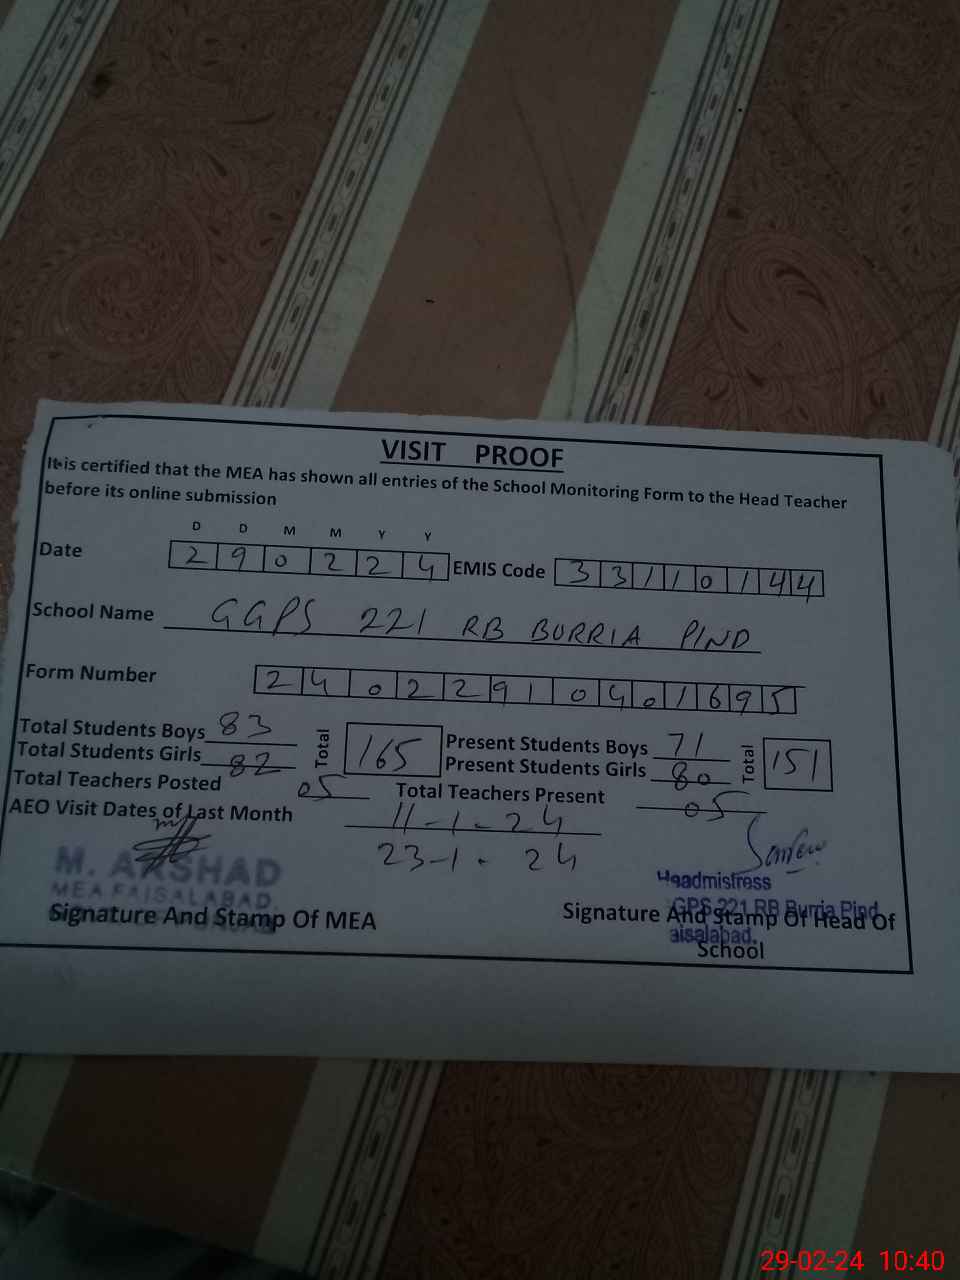 VISIT PROOF
It is certified that the MEA has shown all entries of the School Monitoring Form to the Head Teacher
before its online submission
D D M M Y Y
Date 2 9 0 2 2 4 EMIS Code 3 3 1 1 0 1 4 4
School Name GGPS 221 RB BURRIA PIND
Form Number 2 4 0 2 2 9 1 0 4 0 1 6 9 5
Total Students Boys 83 Total 165 Present Students Boys 71 Total 151
Total Students Girls 82 Present Students Girls 80
Total Teachers Posted 05 Total Teachers Present 05
AEO Visit Dates of Last Month 11-1-24
23-1-24
M. ARSHAD
MEA FAISALABAD.
Signature And Stamp Of MEA
Headmistress
GPS 221 RB Burria Pind
aisalabad.
Signature And Stamp Of Head Of
School
29-02-24 10:40